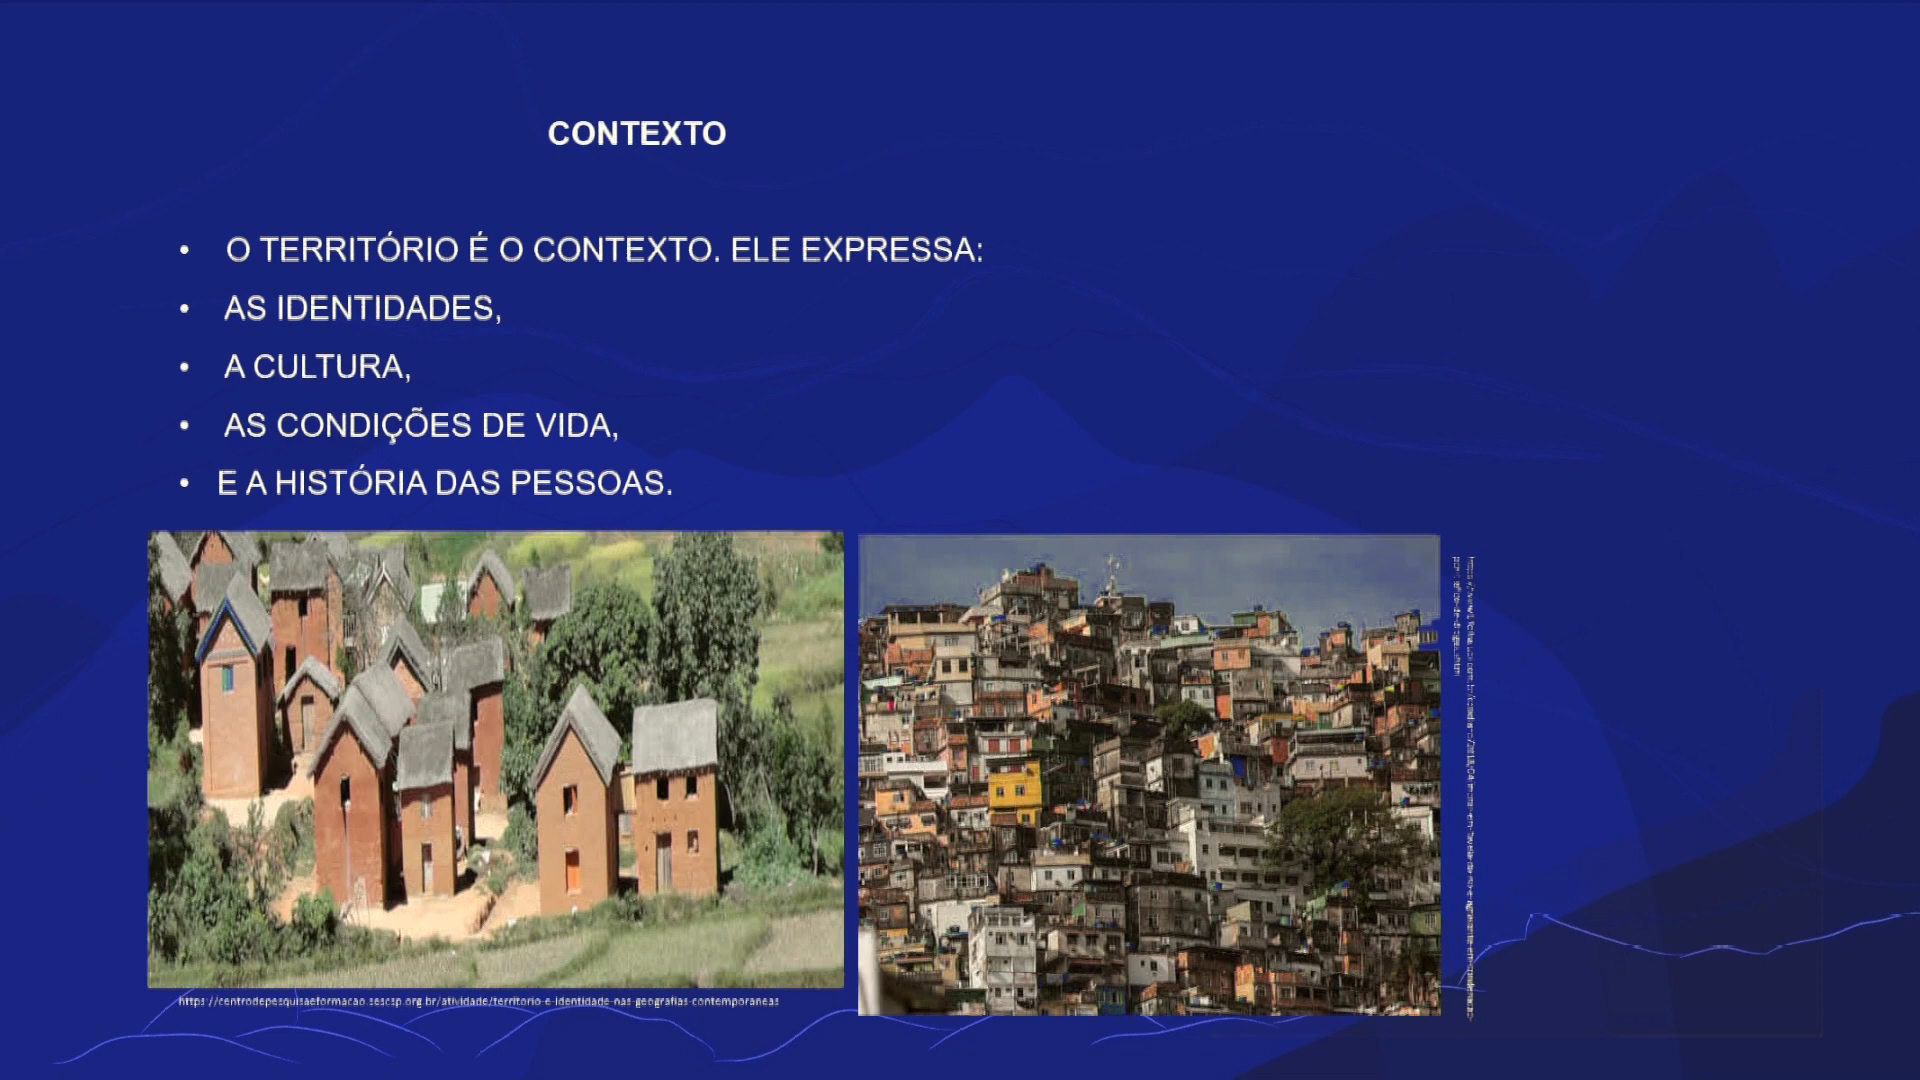 CONTEXTO
• O TERRITÓRIO É O CONTEXTO. ELE EXPRESSA:
• AS IDENTIDADES,
• A CULTURA,
• AS CONDIÇÕES DE VIDA,
• E A HISTÓRIA DAS PESSOAS.
https://centrodepesquisaeformacao.sescsp.org.br/atividade/territorio-e-identidade-nas-geografias-contemporaneas